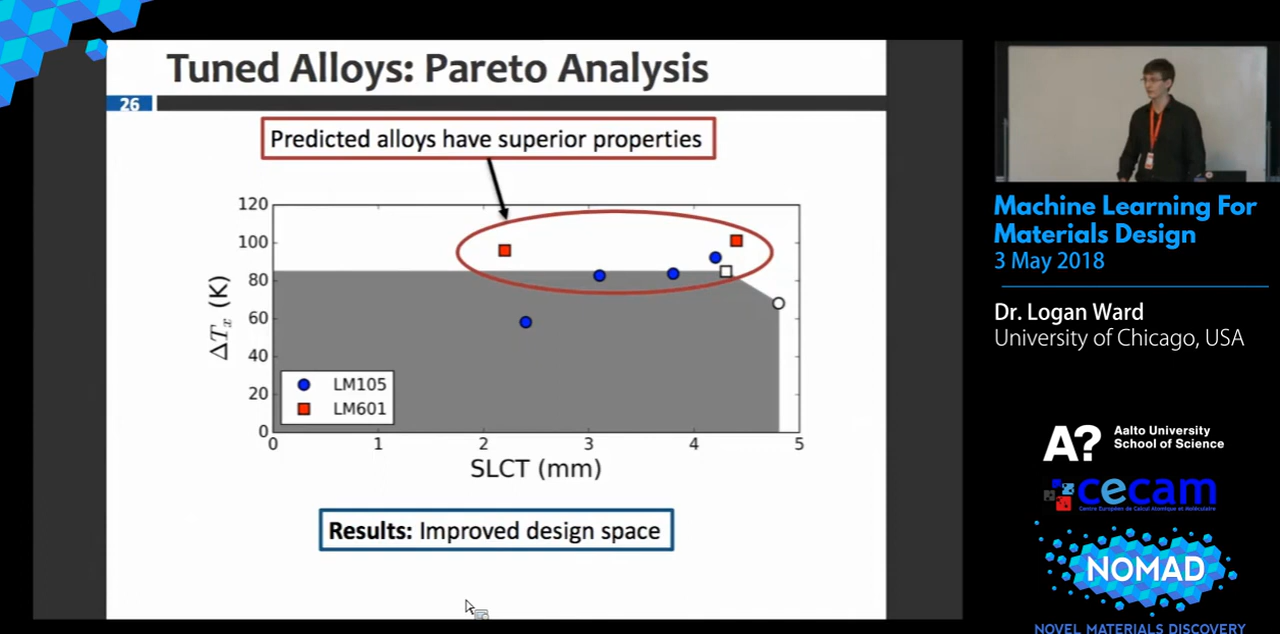 Tuned Alloys: Pareto Analysis
26
Predicted alloys have superior properties
120
100
80
60
40
20
0
ΔTx (K)
LM105
LM601
0 1 2 3 4 5
SLCT (mm)
Results: Improved design space
Machine Learning For
Materials Design
3 May 2018
Dr. Logan Ward
University of Chicago, USA
A?
Aalto University
School of Science
cecam
Centre Européen de Calcul Atomique et Moléculaire
NOMAD
NOVEL MATERIALS DISCOVERY